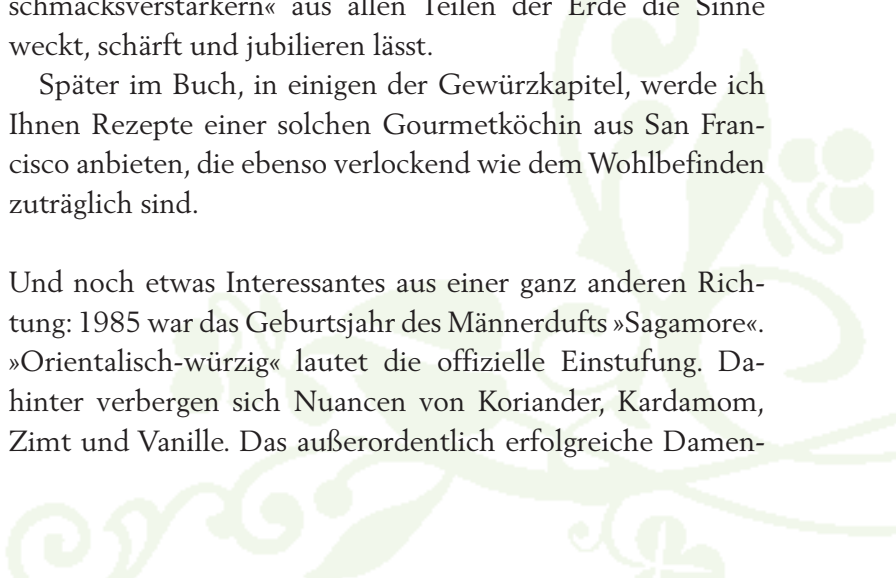 schmacksverstärkern« aus allen Teilen der Erde die Sinne
weckt, schärft und jubilieren lässt.
Später im Buch, in einigen der Gewürzkapitel, werde ich
Ihnen Rezepte einer solchen Gourmetköchin aus San Fran-
cisco anbieten, die ebenso verlockend wie dem Wohlbefinden
zuträglich sind.
Und noch etwas Interessantes aus einer ganz anderen Rich-
tung: 1985 war das Geburtsjahr des Männerdufts »Sagamore«.
»Orientalisch-würzig« lautet die offizielle Einstufung. Da-
hinter verbergen sich Nuancen von Koriander, Kardamom,
Zimt und Vanille. Das außerordentlich erfolgreiche Damen-